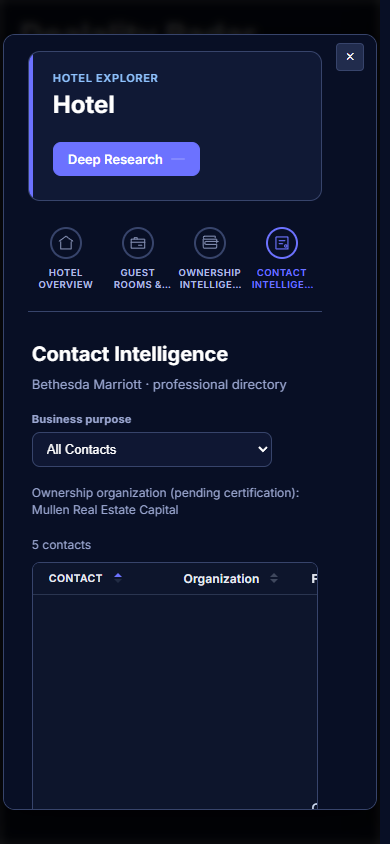 ×
HOTEL EXPLORER
Hotel
Deep Research —
HOTEL
OVERVIEW
GUEST
ROOMS &...
OWNERSHIP
INTELLIGE...
CONTACT
INTELLIGE...
Contact Intelligence
Bethesda Marriott · professional directory
Business purpose
All Contacts
Ownership organization (pending certification):
Mullen Real Estate Capital
5 contacts
CONTACT
Organization